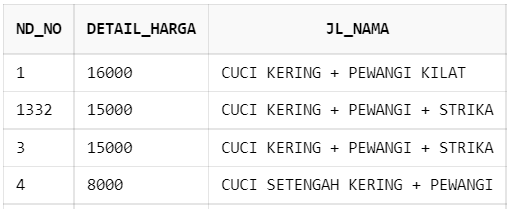 ND_NO DETAIL_HARGA JL_NAMA
1 16000 CUCI KERING + PEWANGI KILAT
1332 15000 CUCI KERING + PEWANGI + STRIKA
3 15000 CUCI KERING + PEWANGI + STRIKA
4 8000 CUCI SETENGAH KERING + PEWANGI